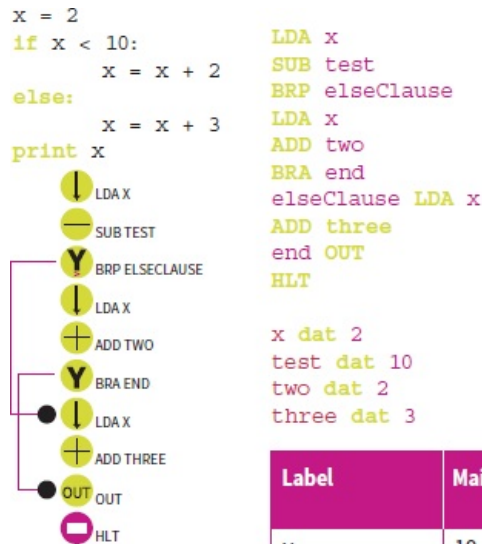 x = 2
if x < 10:
x = x + 2
else:
x = x + 3
print x
LDA X
SUB TEST
BRP ELSECLAUSE
LDA X
ADD TWO
BRA END
LDA X
ADD THREE
OUT OUT
HLT
LDA x
SUB test
BRP elseClause
LDA x
ADD two
BRA end
elseClause LDA x
ADD three
end OUT
HLT
x dat 2
test dat 10
two dat 2
three dat 3
Label